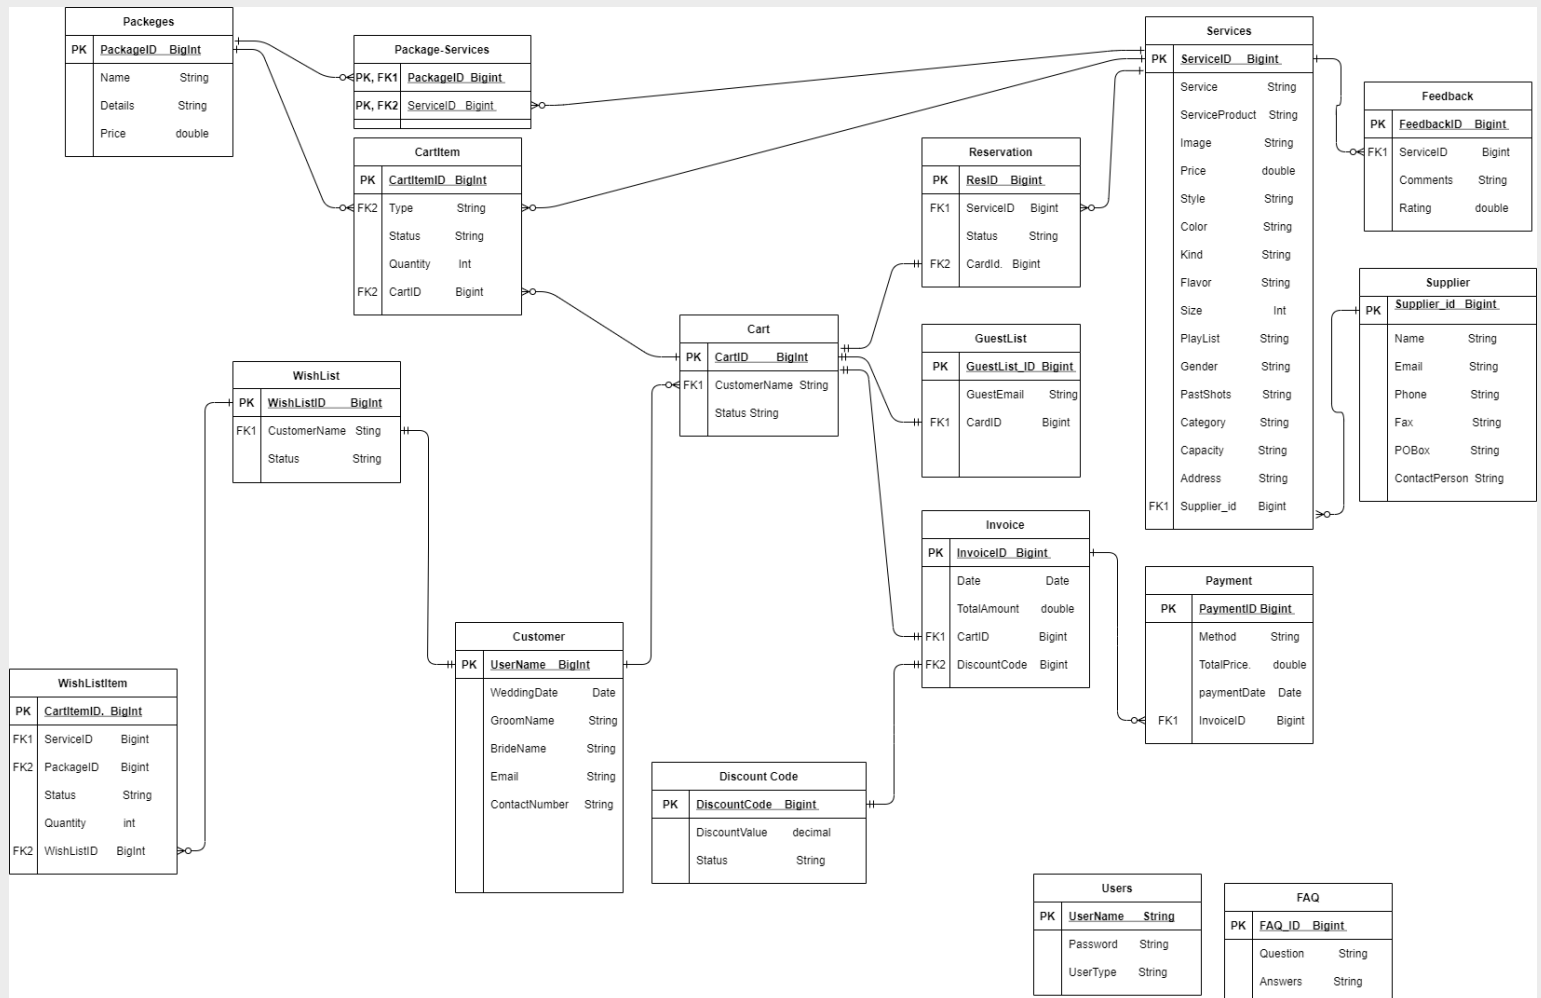 Packeges
PK PackageID BigInt
Name String
Details String
Price double
Package-Services
PK, FK1 PackageID Bigint
PK, FK2 ServiceID Bigint
CartItem
PK CartItemID BigInt
FK2 Type String
Status String
Quantity Int
FK2 CartID Bigint
Services
PK ServiceID Bigint
Service String
ServiceProduct String
Image String
Price double
Style String
Color String
Kind String
Flavor String
Size Int
PlayList String
Gender String
PastShots String
Category String
Capacity String
Address String
FK1 Supplier_id Bigint
Feedback
PK FeedbackID Bigint
FK1 ServiceID Bigint
Comments String
Rating double
Reservation
PK ResID Bigint
FK1 ServiceID Bigint
Status String
FK2 CardId. Bigint
Supplier
PK Supplier_id Bigint
Name String
Email String
Phone String
Fax String
POBox String
ContactPerson String
Cart
PK CartID BigInt
FK1 CustomerName String
Status String
GuestList
PK GuestList_ID Bigint
GuestEmail String
FK1 CardID Bigint
WishList
PK WishListID BigInt
FK1 CustomerName Sting
Status String
Invoice
PK InvoiceID Bigint
Date Date
TotalAmount double
FK1 CartID Bigint
FK2 DiscountCode Bigint
Payment
PK PaymentID Bigint
Method String
TotalPrice. double
paymentDate Date
FK1 InvoiceID Bigint
Customer
PK UserName BigInt
WeddingDate Date
GroomName String
BrideName String
Email String
ContactNumber String
WishListItem
PK CartItemID. BigInt
FK1 ServiceID Bigint
FK2 PackageID Bigint
Status String
Quantity int
FK2 WishListID BigInt
Discount Code
PK DiscountCode Bigint
DiscountValue decimal
Status String
Users
PK UserName String
Password String
UserType String
FAQ
PK FAQ_ID Bigint
Question String
Answers String